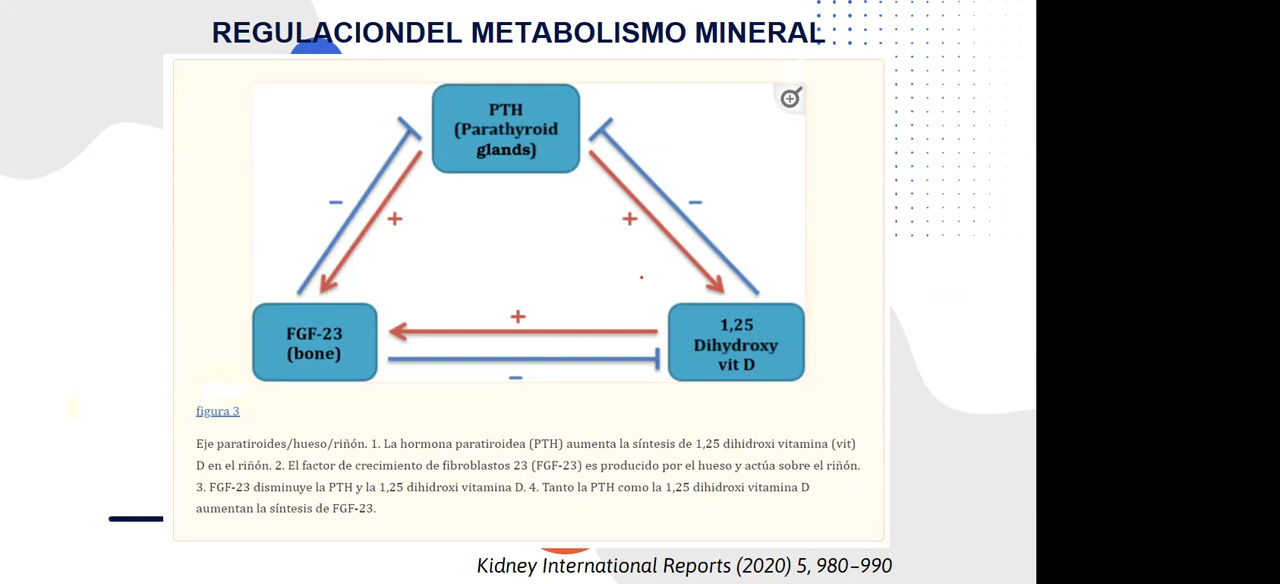 REGULACIONDEL METABOLISMO MINERAL
PTH
(Parathyroid
glands)
−
+
+
−
FGF-23
(bone)
+
−
1,25
Dihydroxy
vit D
figura 3
Eje paratiroides/hueso/riñón. 1. La hormona paratiroidea (PTH) aumenta la síntesis de 1,25 dihidroxi vitamina (vit)
D en el riñón. 2. El factor de crecimiento de fibroblastos 23 (FGF-23) es producido por el hueso y actúa sobre el riñón.
3. FGF-23 disminuye la PTH y la 1,25 dihidroxi vitamina D. 4. Tanto la PTH como la 1,25 dihidroxi vitamina D
aumentan la síntesis de FGF-23.
Kidney International Reports (2020) 5, 980–990